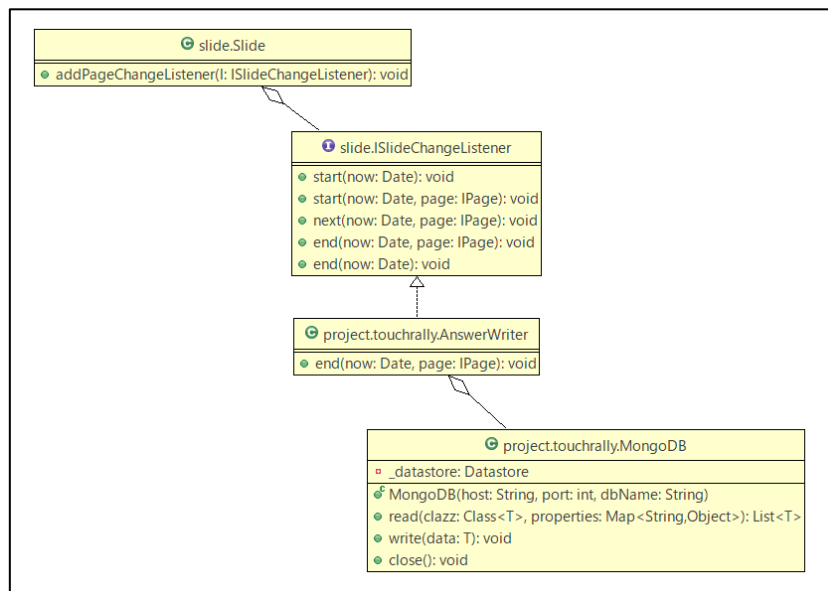 slide.Slide
addPageChangeListener(l: ISlideChangeListener): void
slide.ISlideChangeListener
start(now: Date): void
start(now: Date, page: IPage): void
next(now: Date, page: IPage): void
end(now: Date, page: IPage): void
end(now: Date): void
project.touchrally.AnswerWriter
end(now: Date, page: IPage): void
project.touchrally.MongoDB
_datastore: Datastore
MongoDB(host: String, port: int, dbName: String)
read(clazz: Class<T>, properties: Map<String,Object>): List<T>
write(data: T): void
close(): void